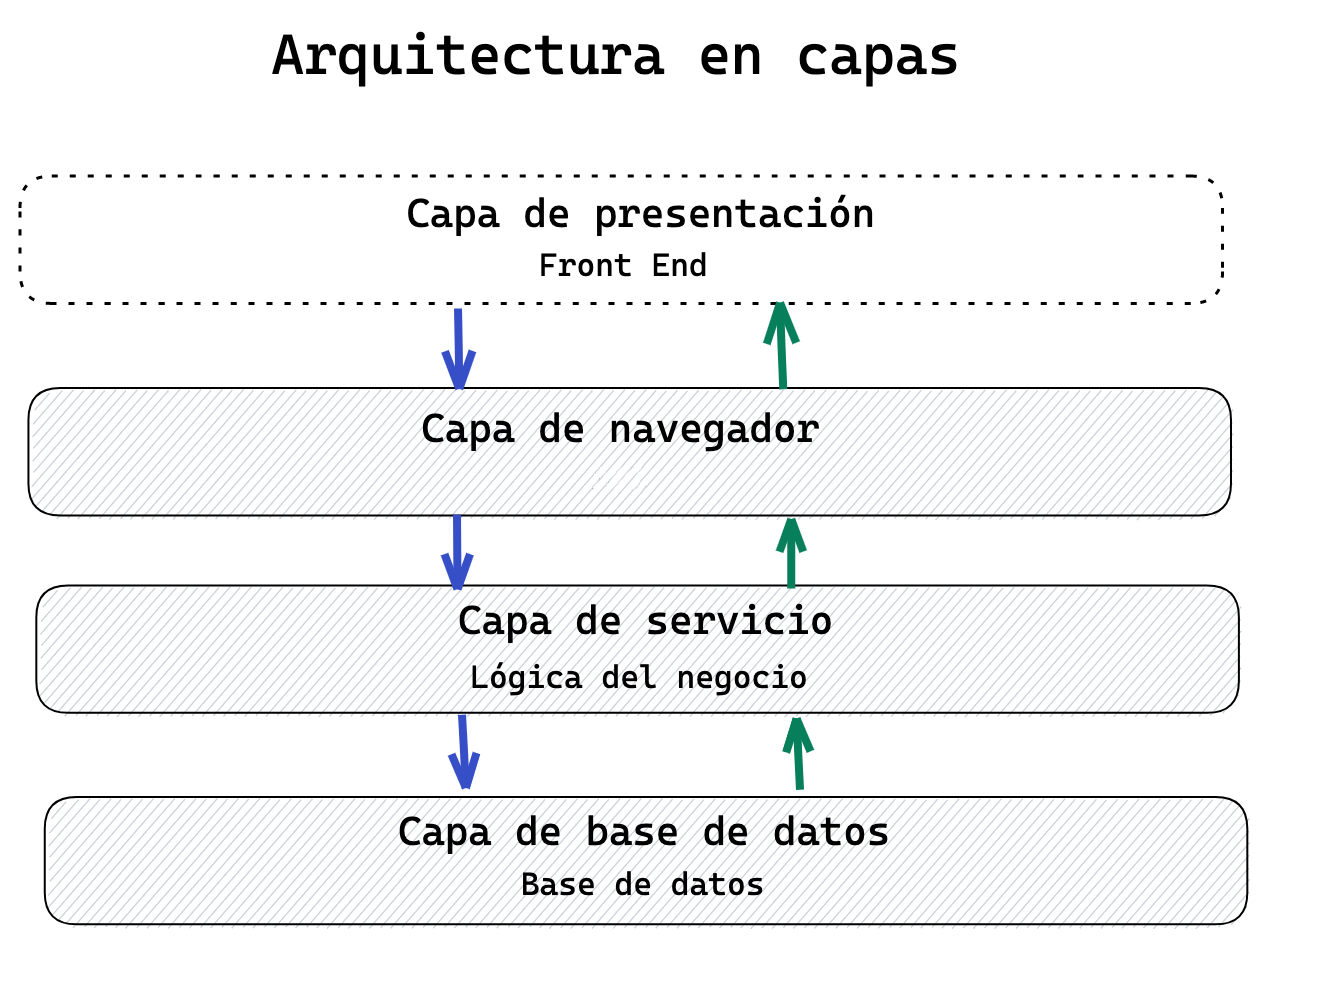 Arquitectura en capas
Capa de presentación
Front End
Capa de navegador
Capa de servicio
Lógica del negocio
Capa de base de datos
Base de datos